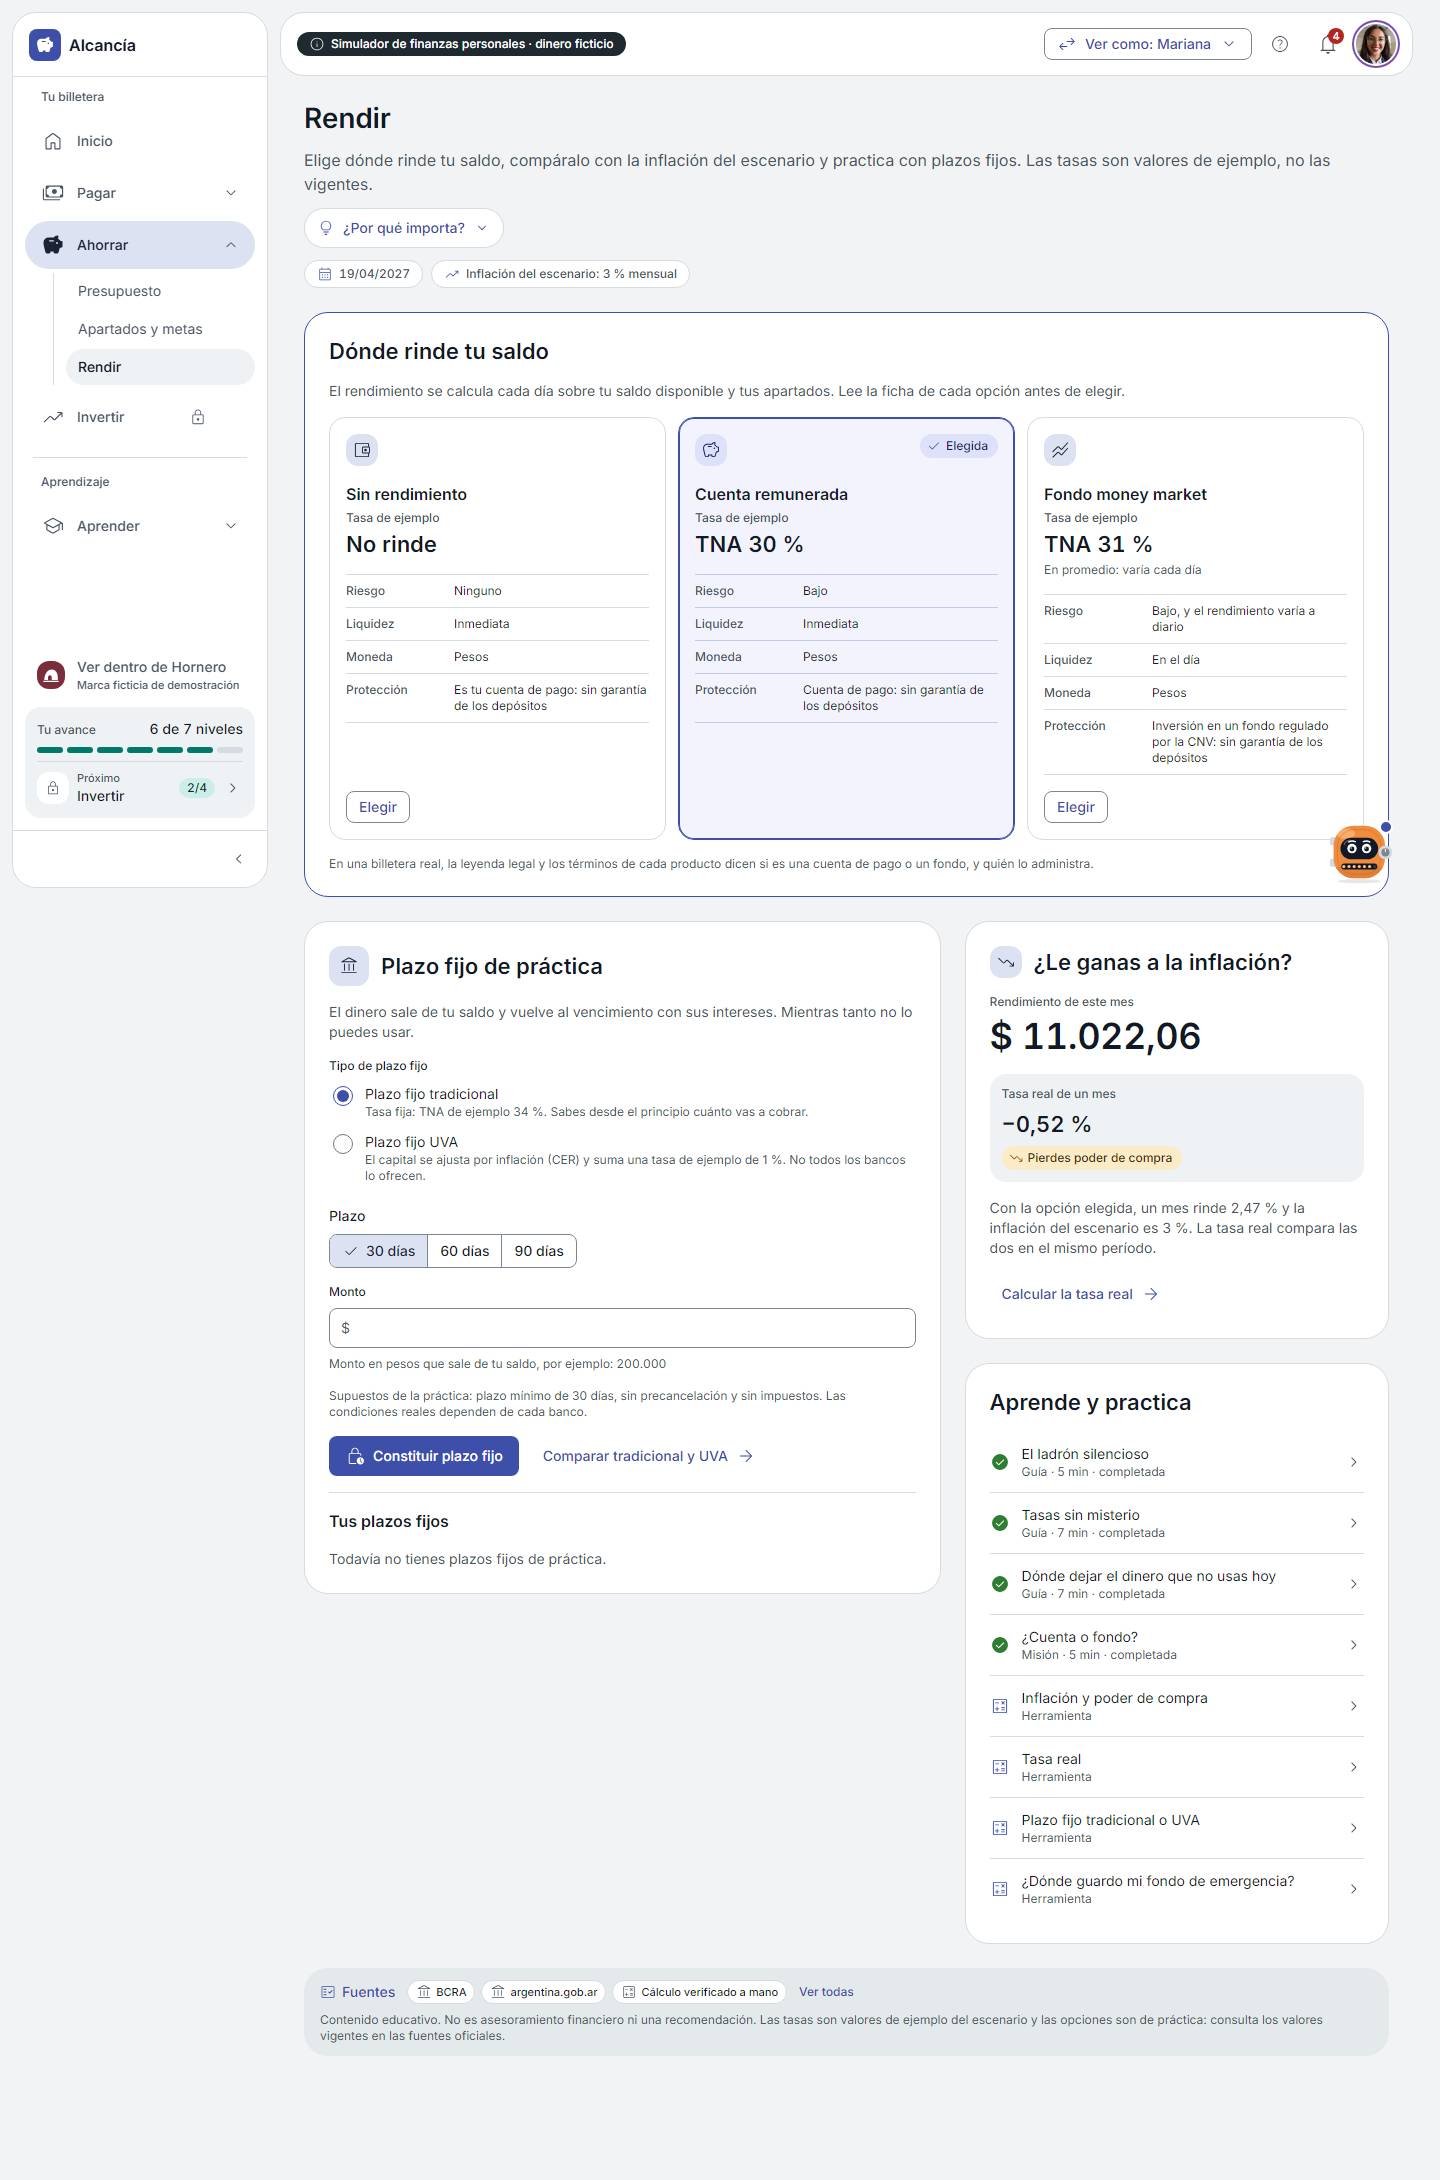 Alcancía
Simulador de finanzas personales · dinero ficticio
Ver como: Mariana
4
Tu billetera
Inicio
Pagar
Ahorrar
Presupuesto
Apartados y metas
Rendir
Invertir
Aprendizaje
Aprender
Ver dentro de Hornero
Marca ficticia de demostración
Tu avance
6 de 7 niveles
Próximo
Invertir
2/4
Rendir
Elige dónde rinde tu saldo, compáralo con la inflación del escenario y practica con plazos fijos. Las tasas son valores de ejemplo, no las
vigentes.
¿Por qué importa?
19/04/2027
Inflación del escenario: 3 % mensual
Dónde rinde tu saldo
El rendimiento se calcula cada día sobre tu saldo disponible y tus apartados. Lee la ficha de cada opción antes de elegir.
Sin rendimiento
Tasa de ejemplo
No rinde
Riesgo
Ninguno
Liquidez
Inmediata
Moneda
Pesos
Protección
Es tu cuenta de pago: sin garantía
de los depósitos
Elegir
Elegida
Cuenta remunerada
Tasa de ejemplo
TNA 30 %
Riesgo
Bajo
Liquidez
Inmediata
Moneda
Pesos
Protección
Cuenta de pago: sin garantía de
los depósitos
Fondo money market
Tasa de ejemplo
TNA 31 %
En promedio: varía cada día
Riesgo
Bajo, y el rendimiento varía a
diario
Liquidez
En el día
Moneda
Pesos
Protección
Inversión en un fondo regulado
por la CNV: sin garantía de los
depósitos
Elegir
En una billetera real, la leyenda legal y los términos de cada producto dicen si es una cuenta de pago o un fondo, y quién lo administra.
Plazo fijo de práctica
El dinero sale de tu saldo y vuelve al vencimiento con sus intereses. Mientras tanto no lo
puedes usar.
Tipo de plazo fijo
Plazo fijo tradicional
Tasa fija: TNA de ejemplo 34 %. Sabes desde el principio cuánto vas a cobrar.
Plazo fijo UVA
El capital se ajusta por inflación (CER) y suma una tasa de ejemplo de 1 %. No todos los bancos
lo ofrecen.
Plazo
30 días
60 días
90 días
Monto
$
Monto en pesos que sale de tu saldo, por ejemplo: 200.000
Supuestos de la práctica: plazo mínimo de 30 días, sin precancelación y sin impuestos. Las
condiciones reales dependen de cada banco.
Constituir plazo fijo
Comparar tradicional y UVA
Tus plazos fijos
Todavía no tienes plazos fijos de práctica.
¿Le ganas a la inflación?
Rendimiento de este mes
$ 11.022,06
Tasa real de un mes
−0,52 %
Pierdes poder de compra
Con la opción elegida, un mes rinde 2,47 % y la
inflación del escenario es 3 %. La tasa real compara las
dos en el mismo período.
Calcular la tasa real
Aprende y practica
El ladrón silencioso
Guía · 5 min · completada
Tasas sin misterio
Guía · 7 min · completada
Dónde dejar el dinero que no usas hoy
Guía · 7 min · completada
¿Cuenta o fondo?
Misión · 5 min · completada
Inflación y poder de compra
Herramienta
Tasa real
Herramienta
Plazo fijo tradicional o UVA
Herramienta
¿Dónde guardo mi fondo de emergencia?
Herramienta
Fuentes
BCRA
argentina.gob.ar
Cálculo verificado a mano
Ver todas
Contenido educativo. No es asesoramiento financiero ni una recomendación. Las tasas son valores de ejemplo del escenario y las opciones son de práctica: consulta los valores
vigentes en las fuentes oficiales.